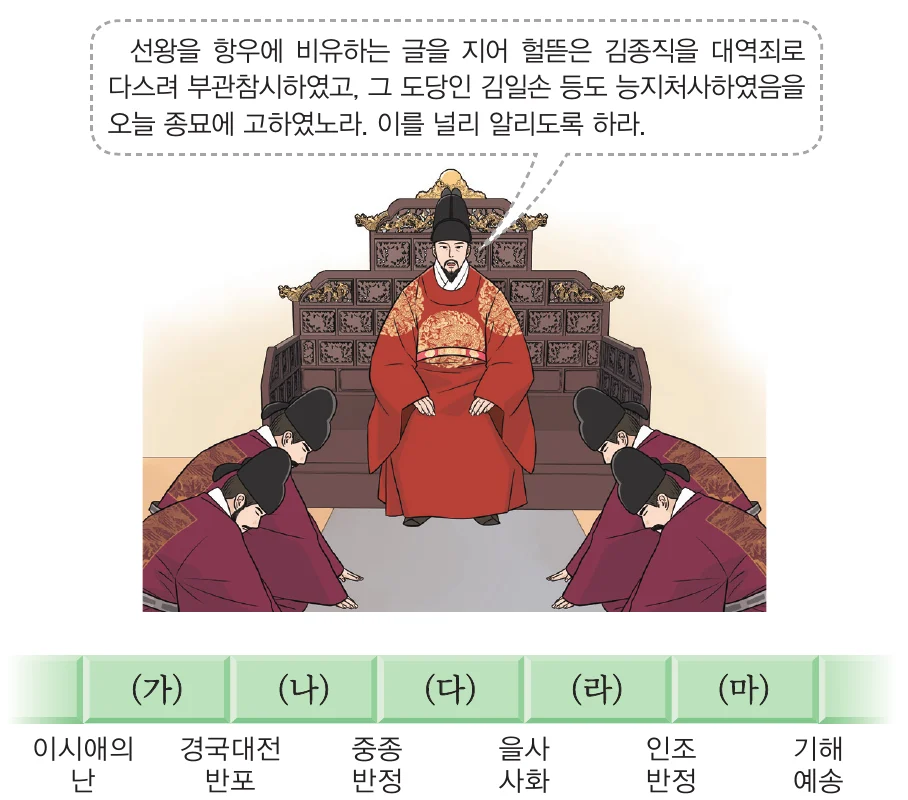 선왕을 항우에 비유하는 글을 지어 헐뜯은 김종직을 대역죄로
다스려 부관참시하였고, 그 도당인 김일손 등도 능지처사하였음을
오늘 종묘에 고하였노라. 이를 널리 알리도록 하라.
(가) (나) (다) (라) (마)
이시애의 경국대전 중종 을사 인조 기해
난 반포 반정 사화 반정 예송